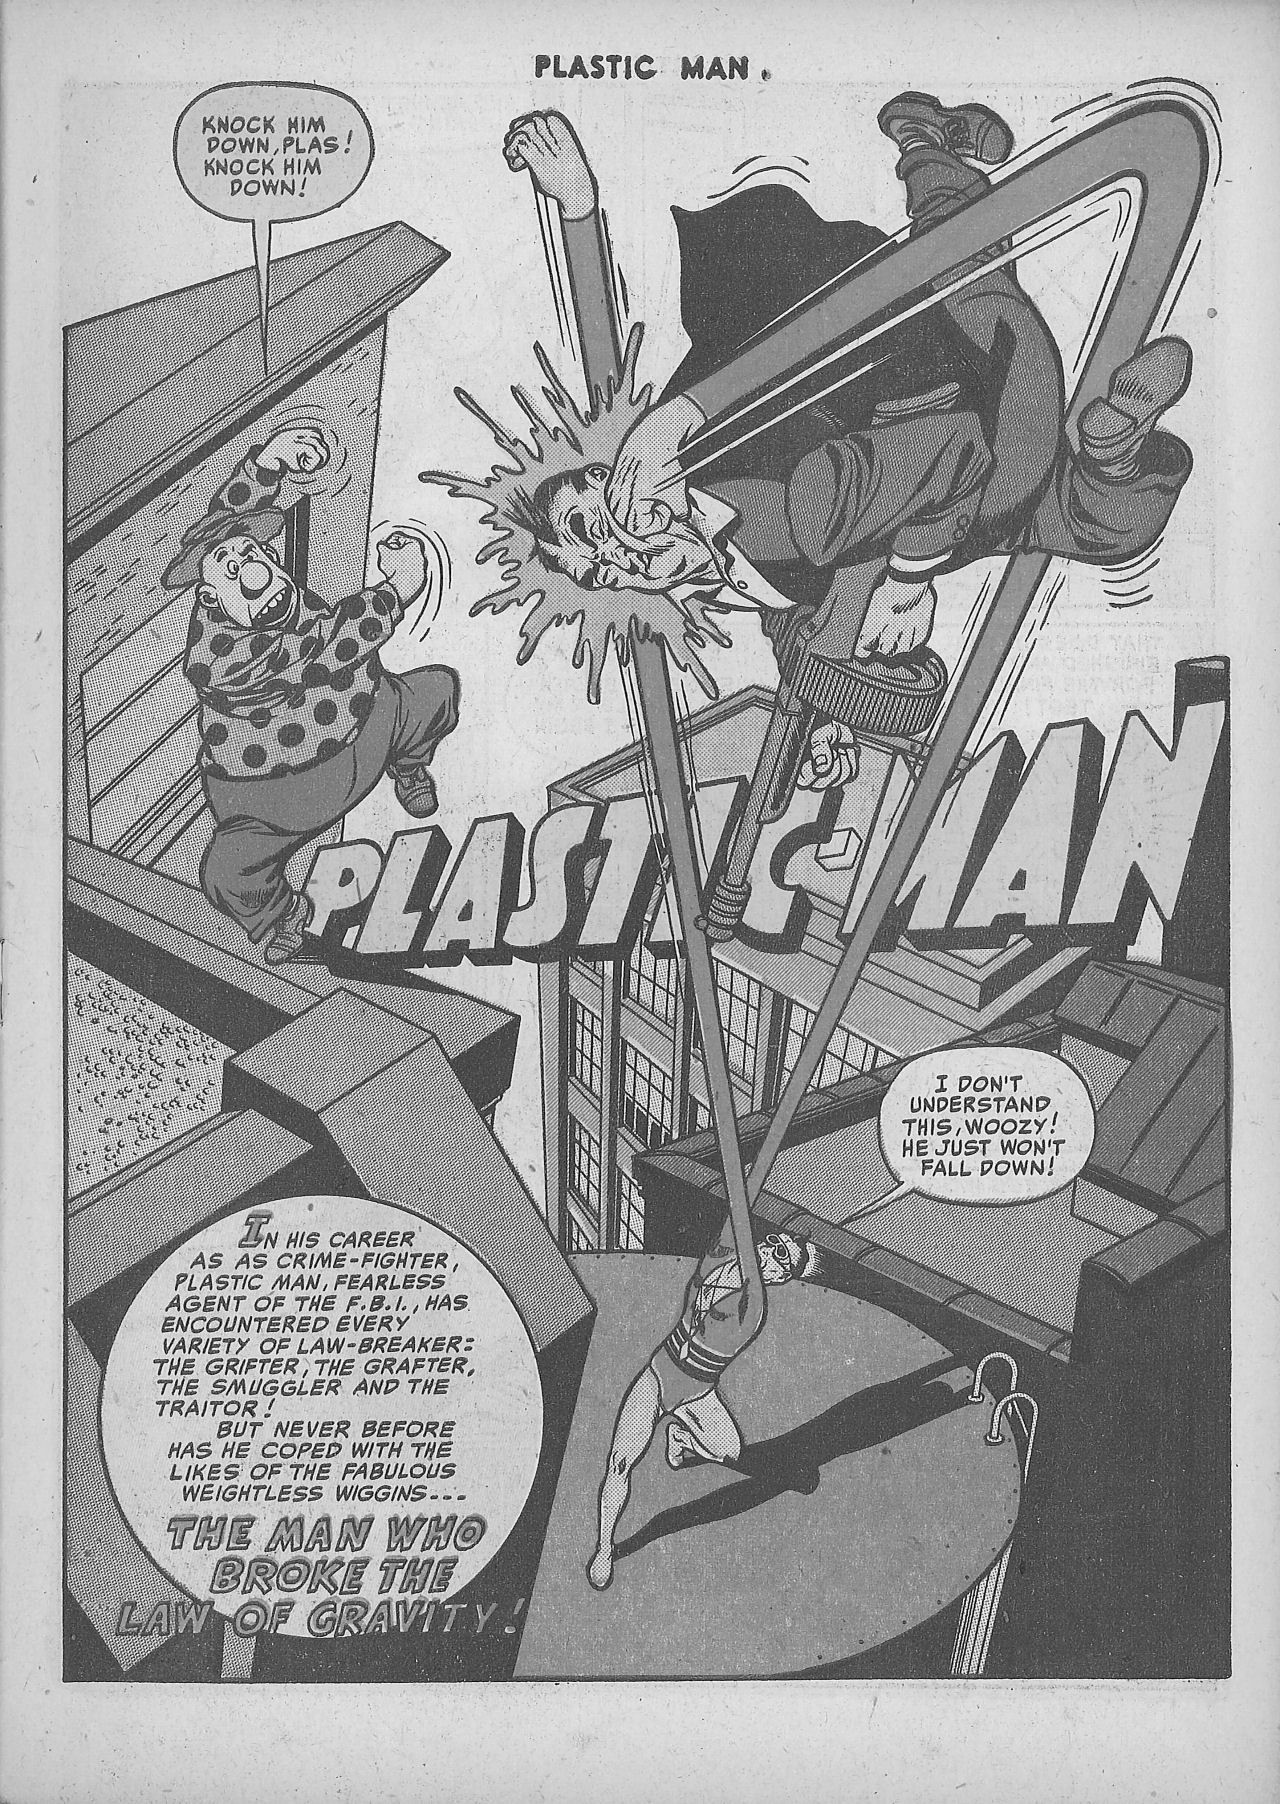 PLASTIC MAN
KNOCK HIM
DOWN, PLAS!
KNOCK HIM
DOWN!
PLASTIC MAN
I DON'T
UNDERSTAND
THIS, WOOZY!
HE JUST WON'T
FALL DOWN!
IN HIS CAREER
AS AS CRIME-FIGHTER,
PLASTIC MAN, FEARLESS
AGENT OF THE F.B.I., HAS
ENCOUNTERED EVERY
VARIETY OF LAW-BREAKER:
THE GRIFTER, THE GRAFTER,
THE SMUGGLER AND THE
TRAITOR!
BUT NEVER BEFORE
HAS HE COPED WITH THE
LIKES OF THE FABULOUS
WEIGHTLESS WIGGINS---
THE MAN WHO
BROKE THE
LAW OF GRAVITY!